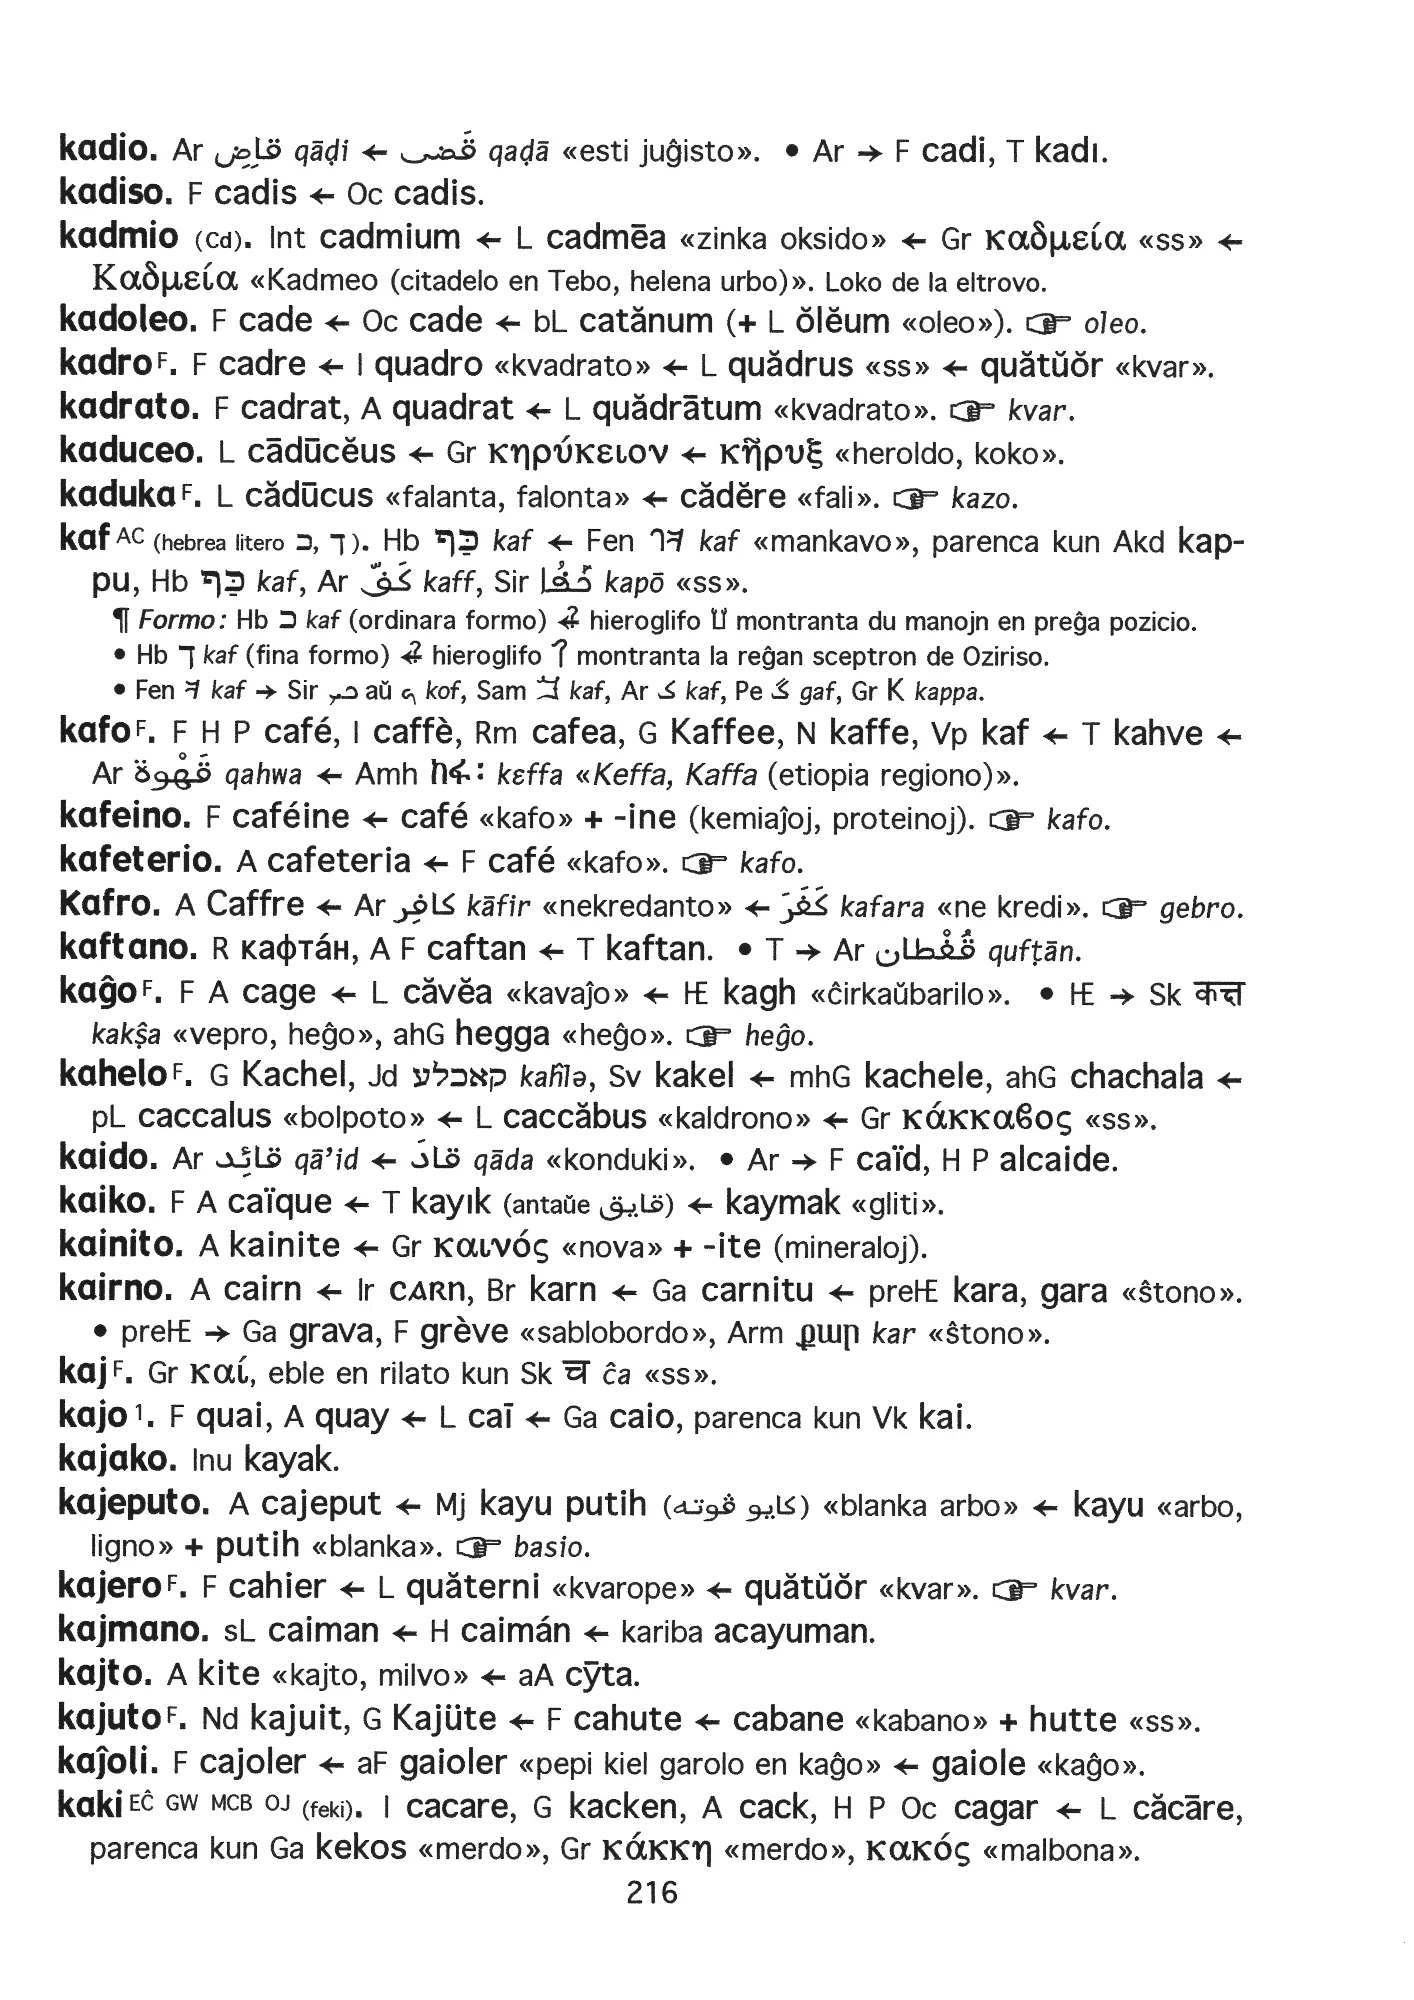 kadio. Ar قاضٍ qāḍi ← قَضى qaḍā «esti juĝisto». • Ar → F cadi, T kadı.
kadiso. F cadis ← Oc cadis.
kadmio (Cd). Int cadmium ← L cadmēa «zinka oksido» ← Gr καδμεία «ss» ←
Καδμεία «Kadmeo (citadelo en Tebo, helena urbo)». Loko de la eltrovo.
kadoleo. F cade ← Oc cade ← bL catănum (+ L ŏlĕum «oleo»). ☞ oleo.
kadro F. F cadre ← I quadro «kvadrato» ← L quădrus «ss» ← quătŭŏr «kvar».
kadrato. F cadrat, A quadrat ← L quădrātum «kvadrato». ☞ kvar.
kaduceo. L cādūcĕus ← Gr κηρύκειον ← κῆρυξ «heroldo, koko».
kaduka F. L cădūcus «falanta, falonta» ← cădĕre «fali». ☞ kazo.
kaf AC (hebrea litero כ, ך). Hb כַּף kaf ← Fen kaf «mankavo», parenca kun Akd kap-
pu, Hb כַּף kaf, Ar كَفّ kaff, Sir kapō «ss».
¶ Formo: Hb כ kaf (ordinara formo) ↲ hieroglifo montranta du manojn en preĝa pozicio.
• Hb ך kaf (fina formo) ↲ hieroglifo montranta la reĝan sceptron de Oziriso.
• Fen kaf → Sir aŭ kof, Sam kaf, Ar ك kaf, Pe گ gaf, Gr Κ kappa.
kafo F. F H P café, I caffè, Rm cafea, G Kaffee, N kaffe, Vp kaf ← T kahve ←
Ar قَهْوة qahwa ← Amh ከፋ፡ kɛffa «Keffa, Kaffa (etiopia regiono)».
kafeino. F caféine ← café «kafo» + -ine (kemiaĵoj, proteinoj). ☞ kafo.
kafeterio. A cafeteria ← F café «kafo». ☞ kafo.
Kafro. A Caffre ← Ar كافِر kāfir «nekredanto» ← كَفَرَ kafara «ne kredi». ☞ gebro.
kaftano. R кафтáн, A F caftan ← T kaftan. • T → Ar قُفْطان qufṭān.
kaĝo F. F A cage ← L căvĕa «kavaĵo» ← IE kagh «ĉirkaŭbarilo». • IE → Sk कक्ष
kakŝa «vepro, heĝo», ahG hegga «heĝo». ☞ heĝo.
kahelo F. G Kachel, Jd קאכלע kaĥlə, Sv kakel ← mhG kachele, ahG chachala ←
pL caccalus «bolpoto» ← L caccăbus «kaldrono» ← Gr κάκκαβος «ss».
kaido. Ar قائِد qā’id ← قادَ qāda «konduki». • Ar → F caïd, H P alcaide.
kaiko. F A caïque ← T kayık (antaŭe قايق) ← kaymak «gliti».
kainito. A kainite ← Gr καινός «nova» + -ite (mineraloj).
kairno. A cairn ← Ir carn, Br karn ← Ga carnitu ← preIE kara, gara «ŝtono».
• preIE → Ga grava, F grève «sablobordo», Arm քար kar «ŝtono».
kaj F. Gr καί, eble en rilato kun Sk च ĉa «ss».
kajo 1. F quai, A quay ← L caī ← Ga caio, parenca kun Vk kai.
kajako. Inu kayak.
kajeputo. A cajeput ← Mj kayu putih (كايو ڤوته) «blanka arbo» ← kayu «arbo,
ligno» + putih «blanka». ☞ basio.
kajero F. F cahier ← L quăterni «kvarope» ← quătŭŏr «kvar». ☞ kvar.
kajmano. sL caiman ← H caimán ← kariba acayuman.
kajto. A kite «kajto, milvo» ← aA cȳta.
kajuto F. Nd kajuit, G Kajüte ← F cahute ← cabane «kabano» + hutte «ss».
kaĵoli. F cajoler ← aF gaioler «pepi kiel garolo en kaĝo» ← gaiole «kaĝo».
kaki EĈ GW MCB OJ (feki). I cacare, G kacken, A cack, H P Oc cagar ← L căcāre,
parenca kun Ga kekos «merdo», Gr κάκκη «merdo», κακός «malbona».
216